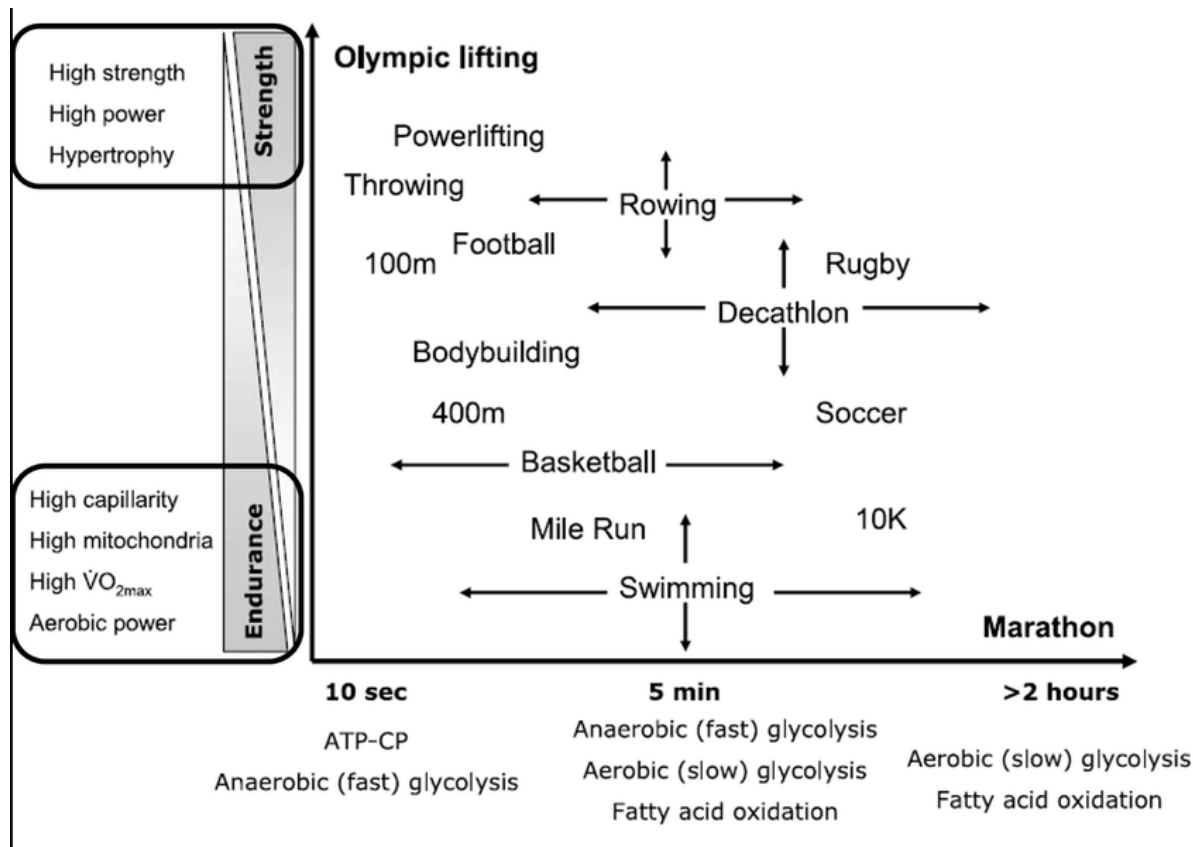 High strength
High power
Hypertrophy
Strength
High capillarity
High mitochondria
High V̇O₂max
Aerobic power
Endurance
Olympic lifting
Powerlifting
Throwing
Rowing
Football
100m
Rugby
Decathlon
Bodybuilding
400m
Soccer
Basketball
Mile Run
10K
Swimming
Marathon
10 sec
ATP-CP
Anaerobic (fast) glycolysis
5 min
Anaerobic (fast) glycolysis
Aerobic (slow) glycolysis
Fatty acid oxidation
>2 hours
Aerobic (slow) glycolysis
Fatty acid oxidation